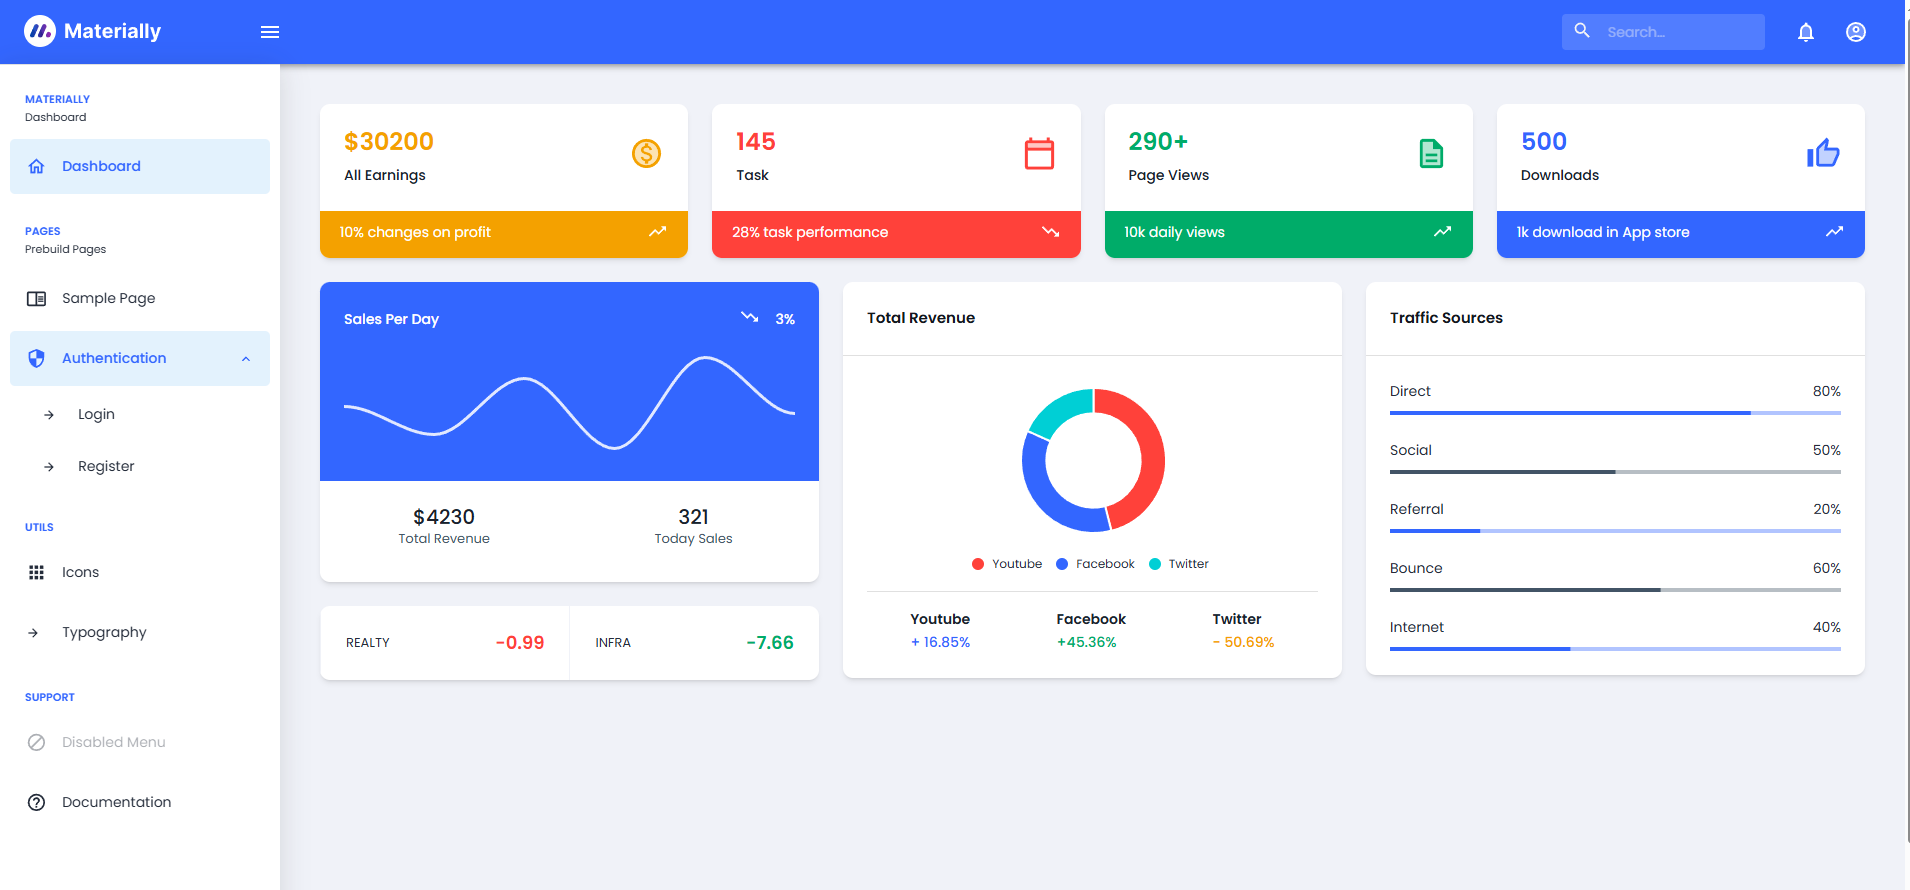 Materially
Search...
MATERIALLY
Dashboard
Dashboard
PAGES
Prebuild Pages
Sample Page
Authentication
Login
Register
UTILS
Icons
Typography
SUPPORT
Disabled Menu
Documentation
$30200
All Earnings
10% changes on profit
145
Task
28% task performance
290+
Page Views
10k daily views
500
Downloads
1k download in App store
Sales Per Day
3%
$4230
Total Revenue
321
Today Sales
REALTY
-0.99
INFRA
-7.66
Total Revenue
Youtube Facebook Twitter
Youtube
+ 16.85%
Facebook
+45.36%
Twitter
- 50.69%
Traffic Sources
Direct 80%
Social 50%
Referral 20%
Bounce 60%
Internet 40%